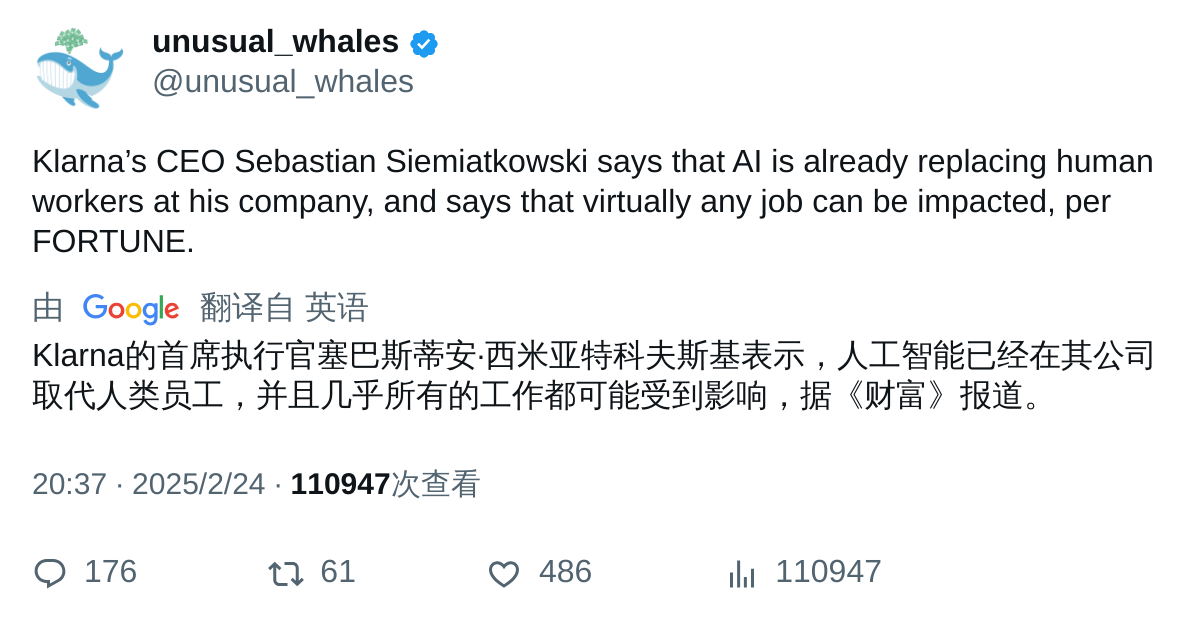 unusual_whales
@unusual_whales
Klarna’s CEO Sebastian Siemiatkowski says that AI is already replacing human
workers at his company, and says that virtually any job can be impacted, per
FORTUNE.
由 Google 翻译自 英语
Klarna的首席执行官塞巴斯蒂安·西米亚特科夫斯基表示，人工智能已经在其公司
取代人类员工，并且几乎所有的工作都可能受到影响，据《财富》报道。
20:37 · 2025/2/24 · 110947次查看
176 61 486 110947